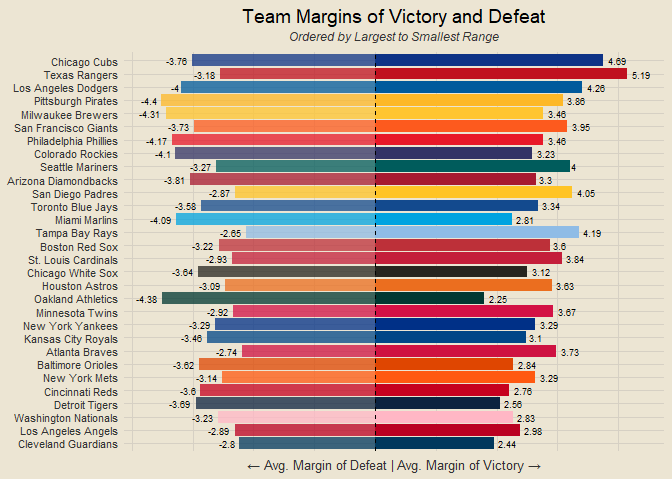 Team Margins of Victory and Defeat
Ordered by Largest to Smallest Range
Chicago Cubs -3.76 4.69
Texas Rangers -3.18 5.19
Los Angeles Dodgers -4 4.26
Pittsburgh Pirates -4.4 3.86
Milwaukee Brewers -4.31 3.46
San Francisco Giants -3.73 3.95
Philadelphia Phillies -4.17 3.46
Colorado Rockies -4.1 3.23
Seattle Mariners -3.27 4
Arizona Diamondbacks -3.81 3.3
San Diego Padres -2.87 4.05
Toronto Blue Jays -3.58 3.34
Miami Marlins -4.09 2.81
Tampa Bay Rays -2.65 4.19
Boston Red Sox -3.22 3.6
St. Louis Cardinals -2.93 3.84
Chicago White Sox -3.64 3.12
Houston Astros -3.09 3.63
Oakland Athletics -4.38 2.25
Minnesota Twins -2.92 3.67
New York Yankees -3.29 3.29
Kansas City Royals -3.46 3.1
Atlanta Braves -2.74 3.73
Baltimore Orioles -3.62 2.84
New York Mets -3.14 3.29
Cincinnati Reds -3.6 2.76
Detroit Tigers -3.69 2.56
Washington Nationals -3.23 2.83
Los Angeles Angels -2.89 2.98
Cleveland Guardians -2.8 2.44
← Avg. Margin of Defeat | Avg. Margin of Victory →